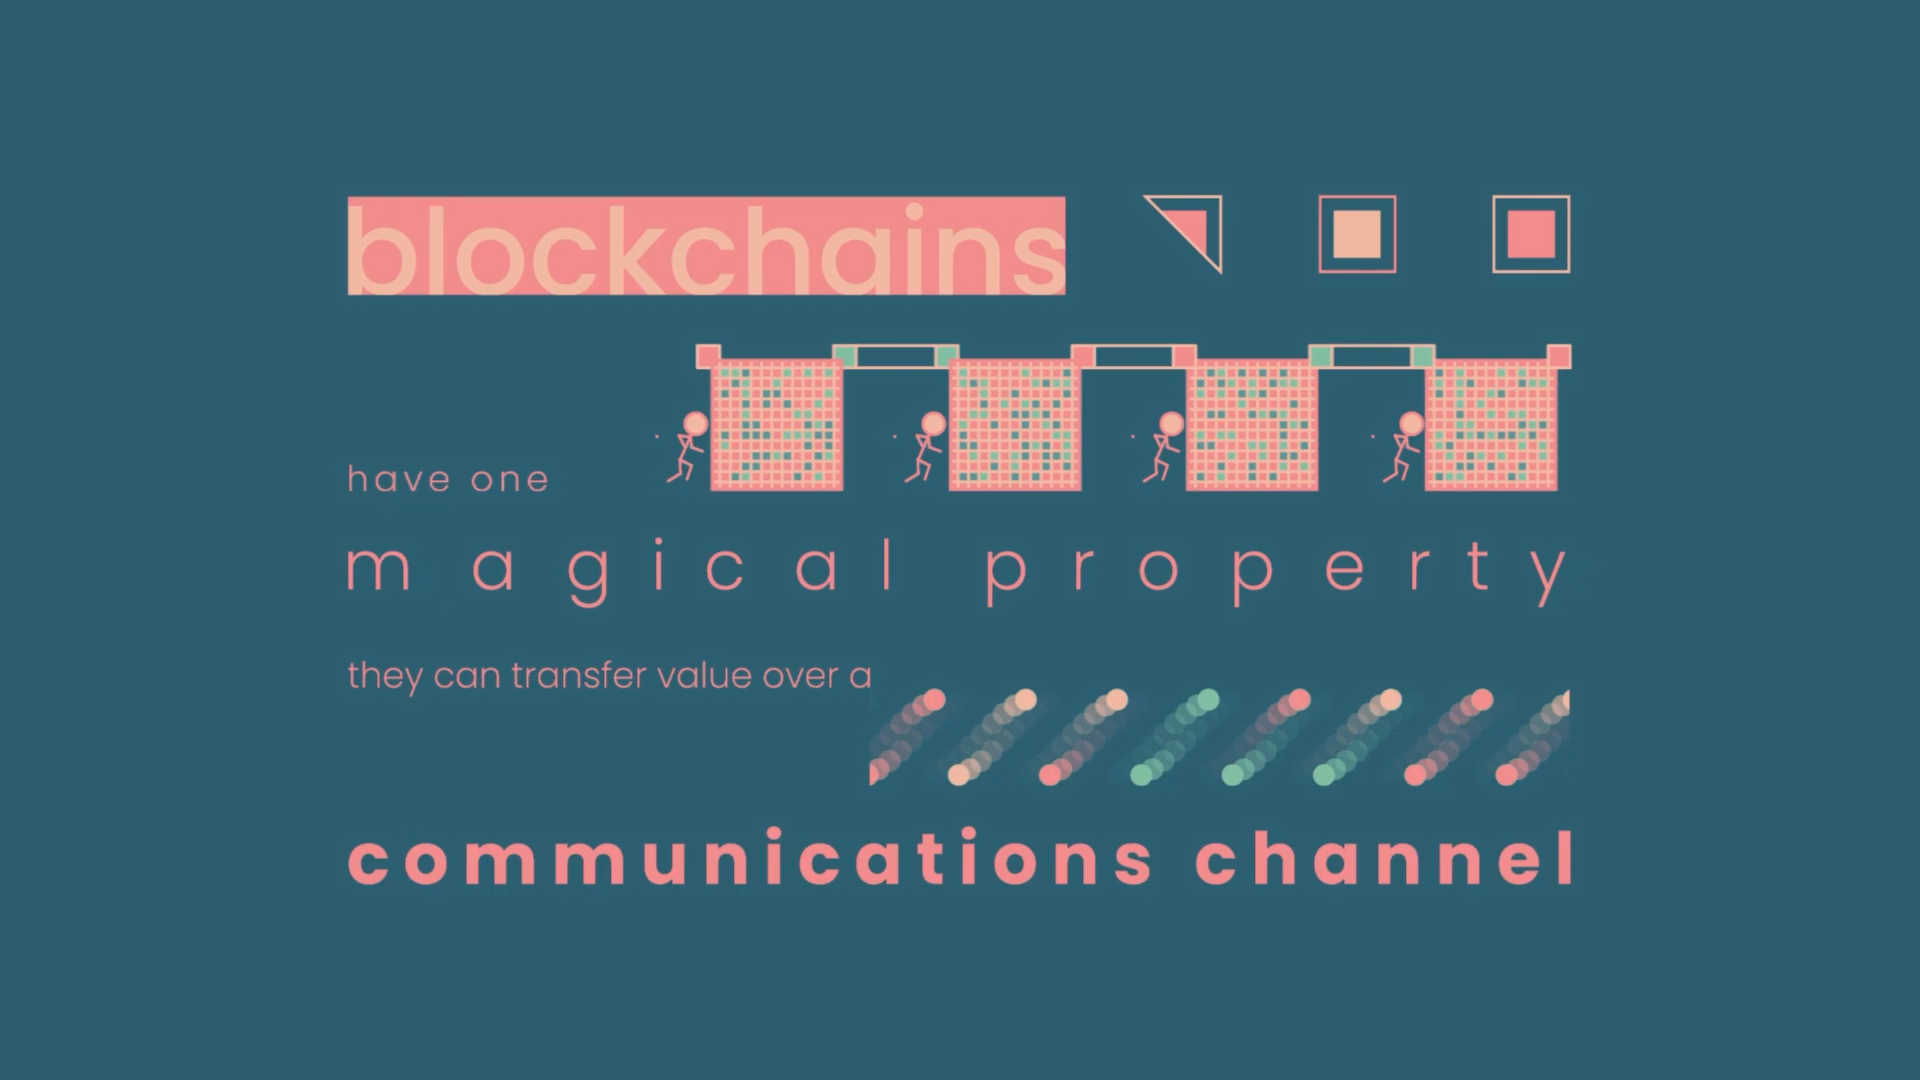 blockchains
have one
magical property
they can transfer value over a
communications channel